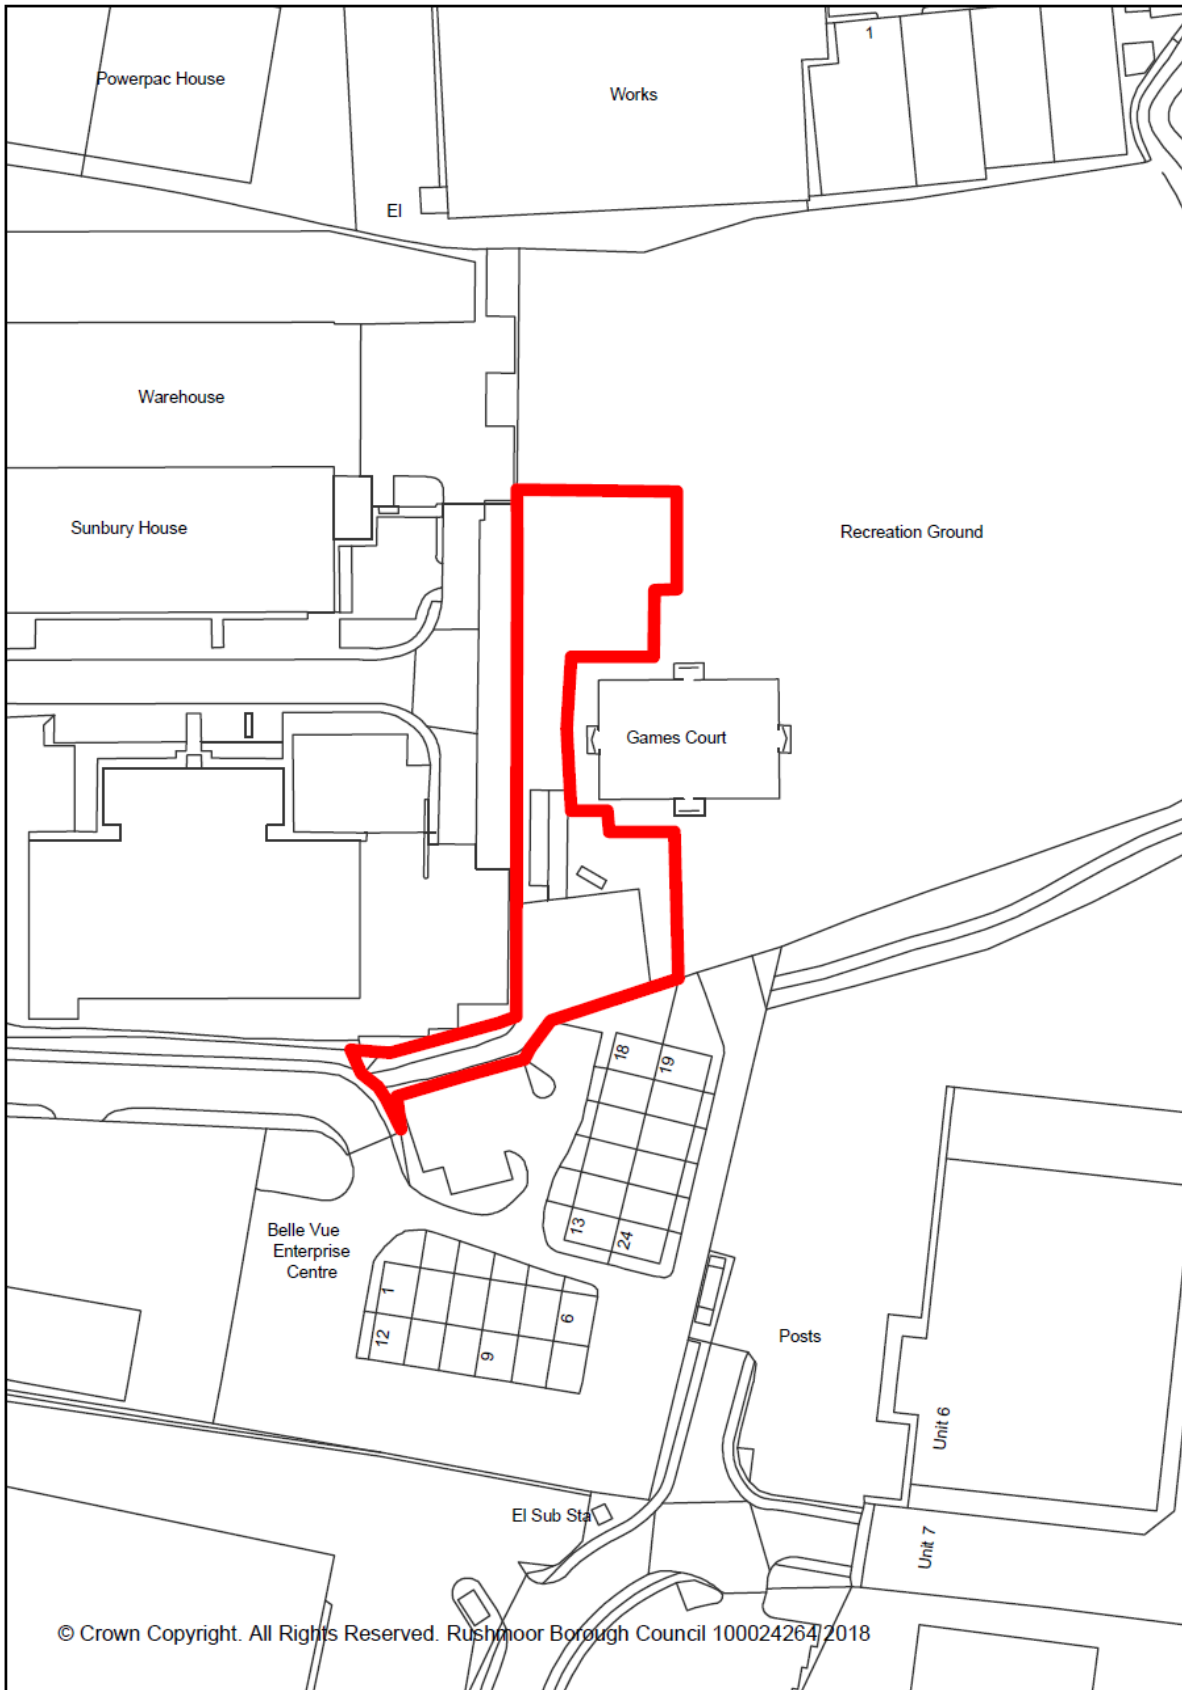 1
Powerpac House
Works
El
Warehouse
Sunbury House
Recreation Ground
Games Court
18
19
13
24
Belle Vue
Enterprise
Centre
1
6
12
9
Posts
Unit 6
El Sub Sta
Unit 7
© Crown Copyright. All Rights Reserved. Rushmoor Borough Council 100024264 2018